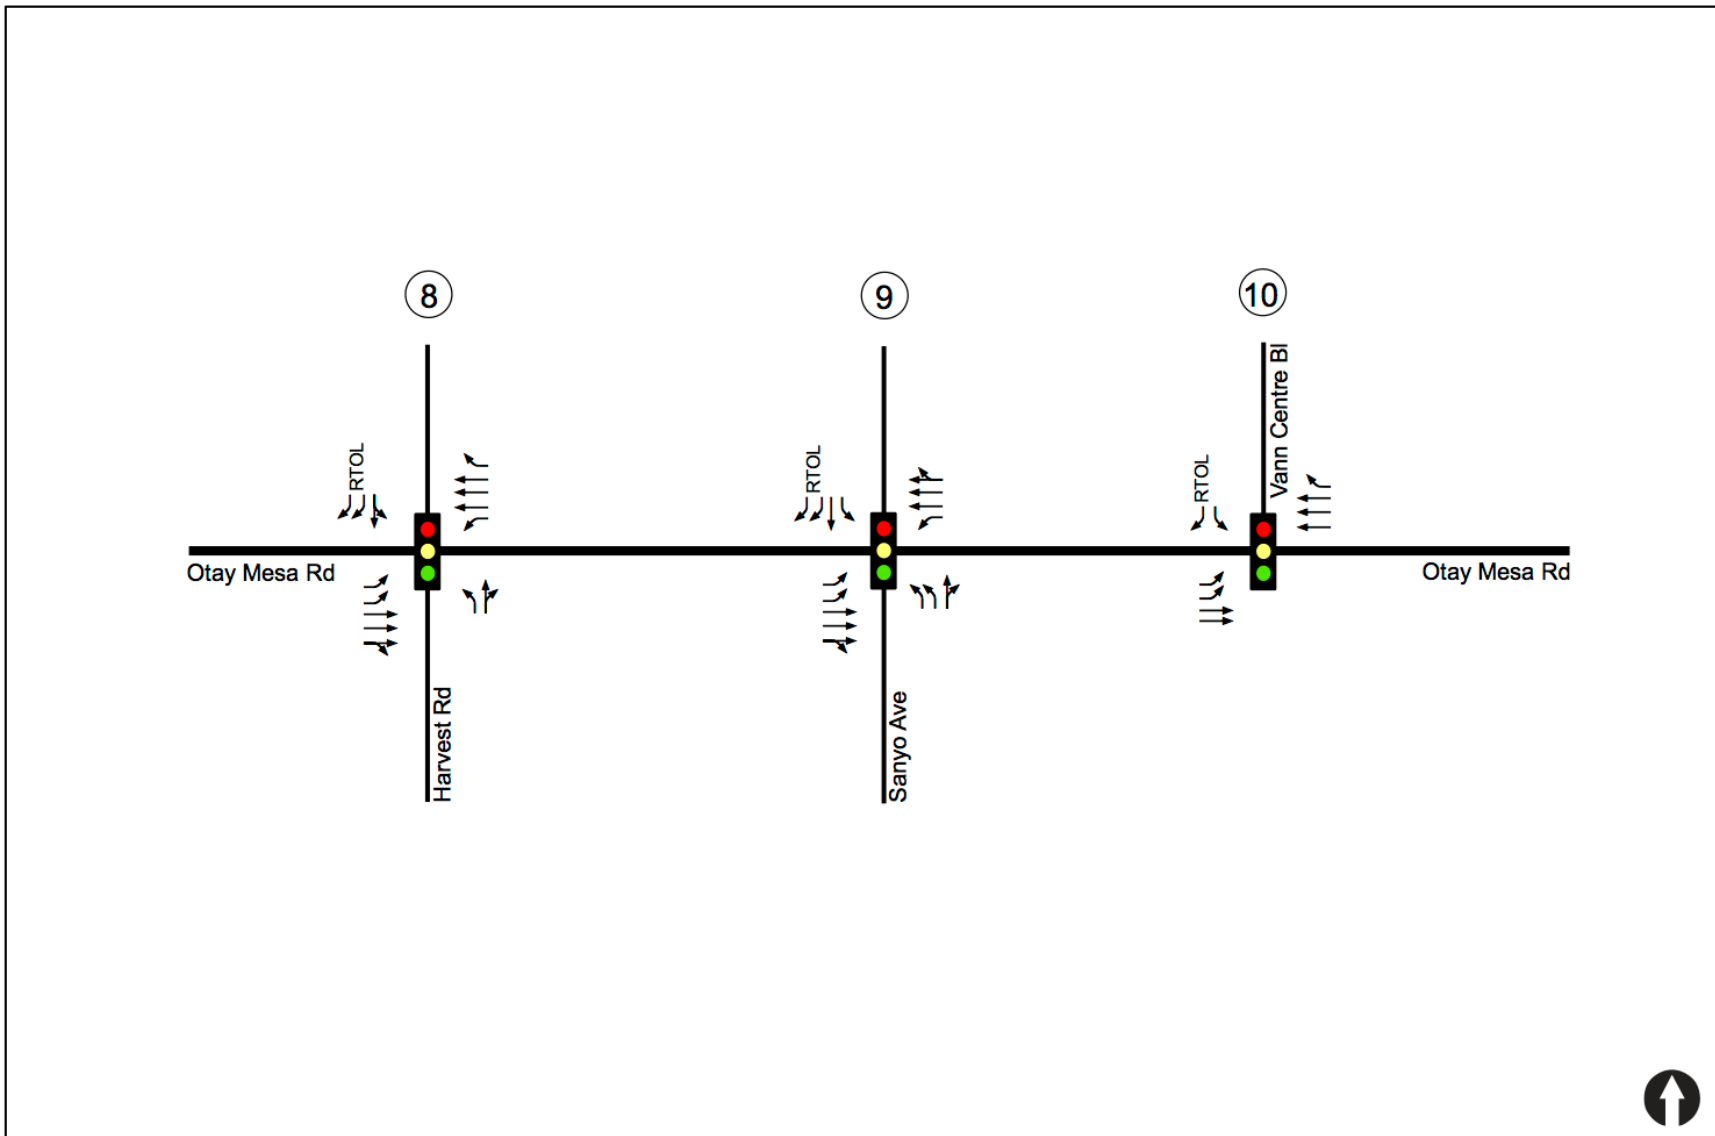 8
9
10
Vann Centre Bl
RTOL
RTOL
RTOL
Otay Mesa Rd
Otay Mesa Rd
Harvest Rd
Sanyo Ave